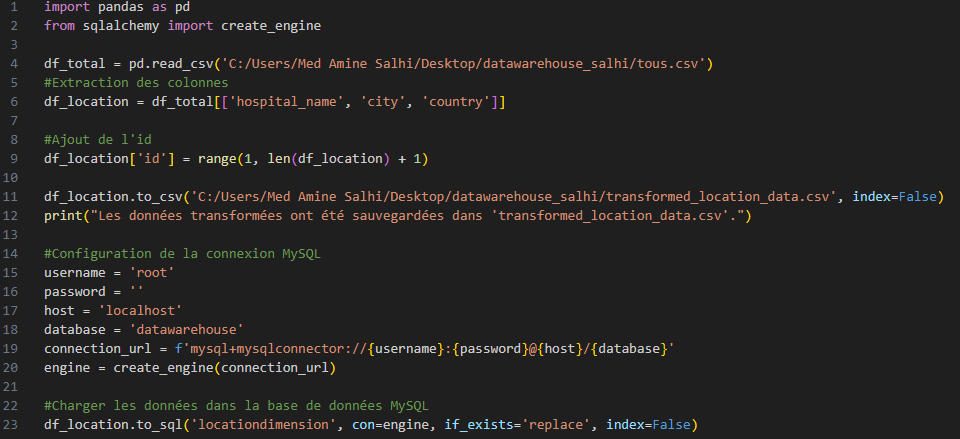 1 import pandas as pd
2 from sqlalchemy import create_engine
3
4 df_total = pd.read_csv('C:/Users/Med Amine Salhi/Desktop/datawarehouse_salhi/tous.csv')
5 #Extraction des colonnes
6 df_location = df_total[['hospital_name', 'city', 'country']]
7
8 #Ajout de l'id
9 df_location['id'] = range(1, len(df_location) + 1)
10
11 df_location.to_csv('C:/Users/Med Amine Salhi/Desktop/datawarehouse_salhi/transformed_location_data.csv', index=False)
12 print("Les données transformées ont été sauvegardées dans 'transformed_location_data.csv'.")
13
14 #Configuration de la connexion MySQL
15 username = 'root'
16 password = ''
17 host = 'localhost'
18 database = 'datawarehouse'
19 connection_url = f'mysql+mysqlconnector://{username}:{password}@{host}/{database}'
20 engine = create_engine(connection_url)
21
22 #Charger les données dans la base de données MySQL
23 df_location.to_sql('locationdimension', con=engine, if_exists='replace', index=False)